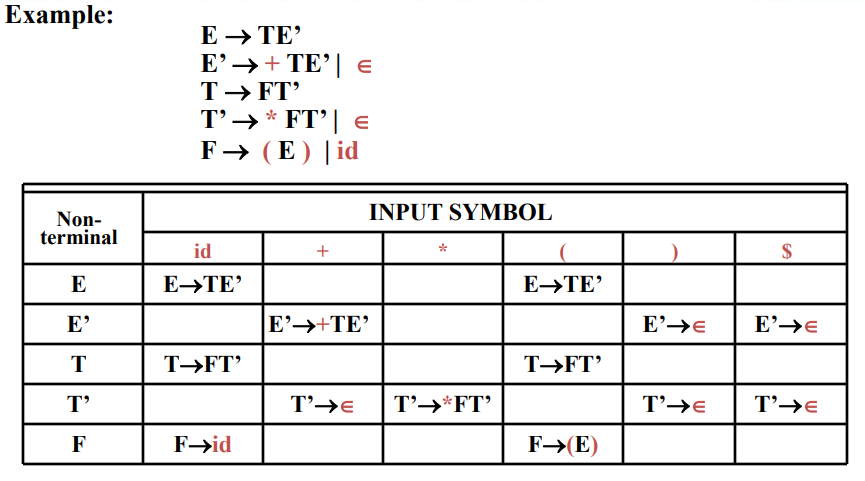 Example:
E → TE’
E’ → + TE’ | ∈
T → FT’
T’ → * FT’ | ∈
F → ( E ) | id
Non-terminal INPUT SYMBOL
id + * ( ) $
E E→TE’ E→TE’
E’ E’→+TE’ E’→∈ E’→∈
T T→FT’ T→FT’
T’ T’→∈ T’→*FT’ T’→∈ T’→∈
F F→id F→(E)